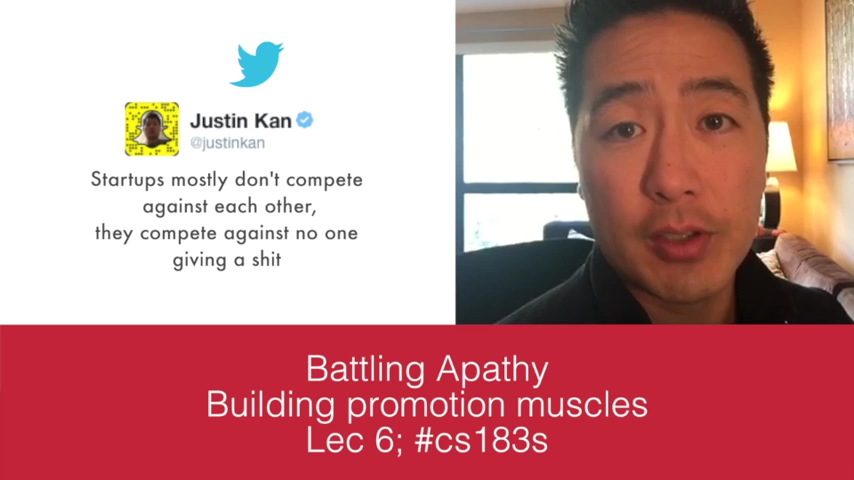 Justin Kan
@justinkan
Startups mostly don't compete
against each other,
they compete against no one
giving a shit
Battling Apathy
Building promotion muscles
Lec 6; #cs183s